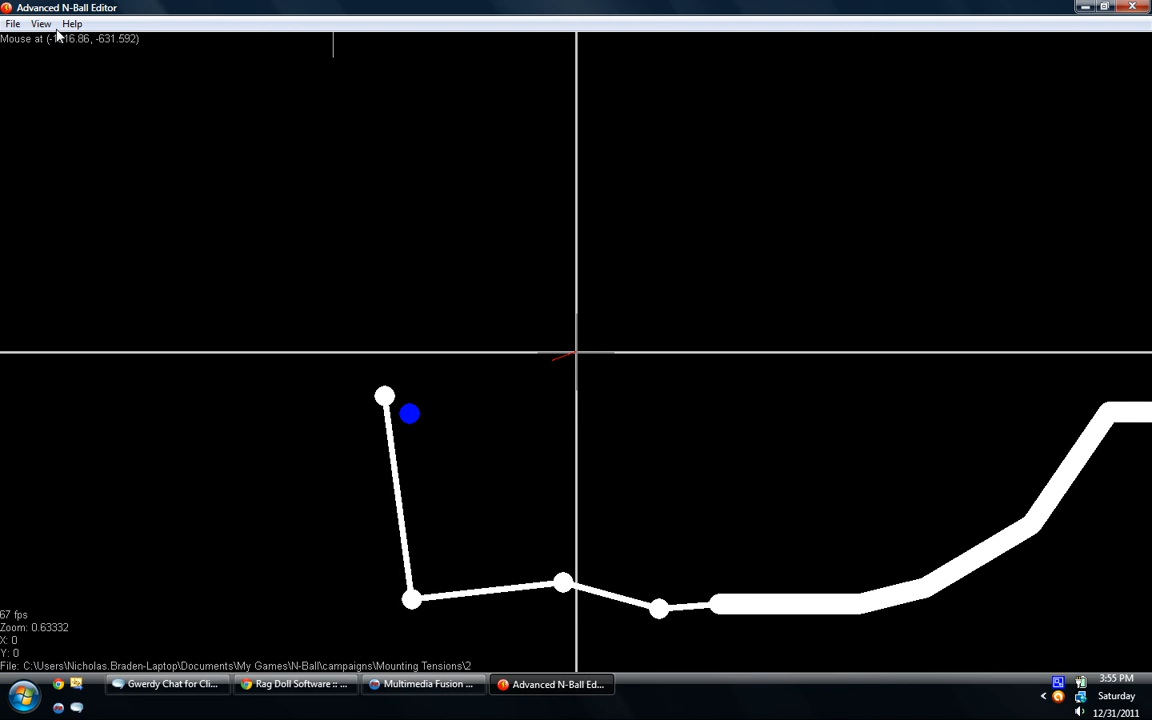 Advanced N-Ball Editor
File View Help
Mouse at (-1 16.86, -631.592)
67 fps
Zoom: 0.63332
X: 0
Y: 0
File: C:\Users\Nicholas.Braden-Laptop\Documents\My Games\N-Ball\campaigns\Mounting Tensions\2
Gwerdy Chat for Cli... Rag Doll Software :: ... Multimedia Fusion ... Advanced N-Ball Ed...
3:55 PM
Saturday
12/31/2011